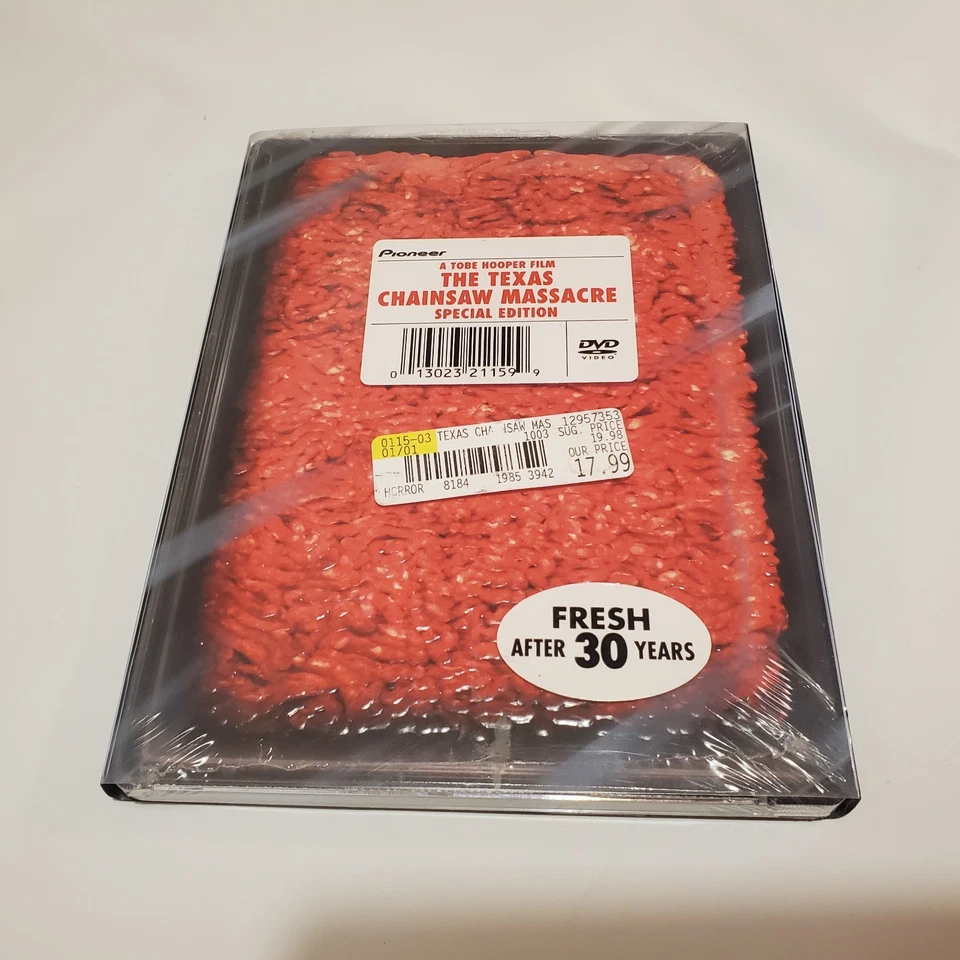 Pioneer
A TOBE HOOPER FILM
THE TEXAS
CHAINSAW MASSACRE
SPECIAL EDITION
0 13023 21159 9
DVD
VIDEO
0115-03 TEXAS CHA NSAW MAS 12957353
01/01 1003 SUG. PRICE
19.98
OUR PRICE
17.99
HORROR 8184 1985 3942
FRESH
AFTER 30 YEARS